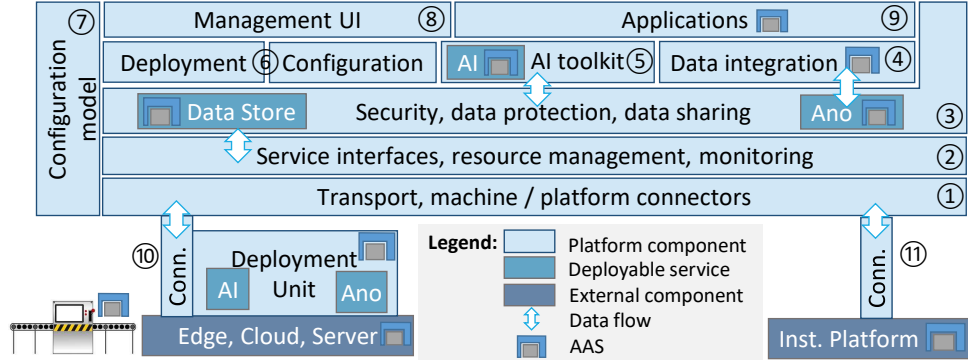 ⑦
Configuration
model
Management UI ⑧
Applications ⑨
Deployment ⑥ Configuration
AI AI toolkit ⑤
Data integration ④
Data Store Security, data protection, data sharing Ano ③
Service interfaces, resource management, monitoring ②
Transport, machine / platform connectors ①
⑩ Conn.
Deployment
Unit
AI
Ano
Edge, Cloud, Server
Legend:
Platform component
Deployable service
External component
Data flow
AAS
Conn. ⑪
Inst. Platform